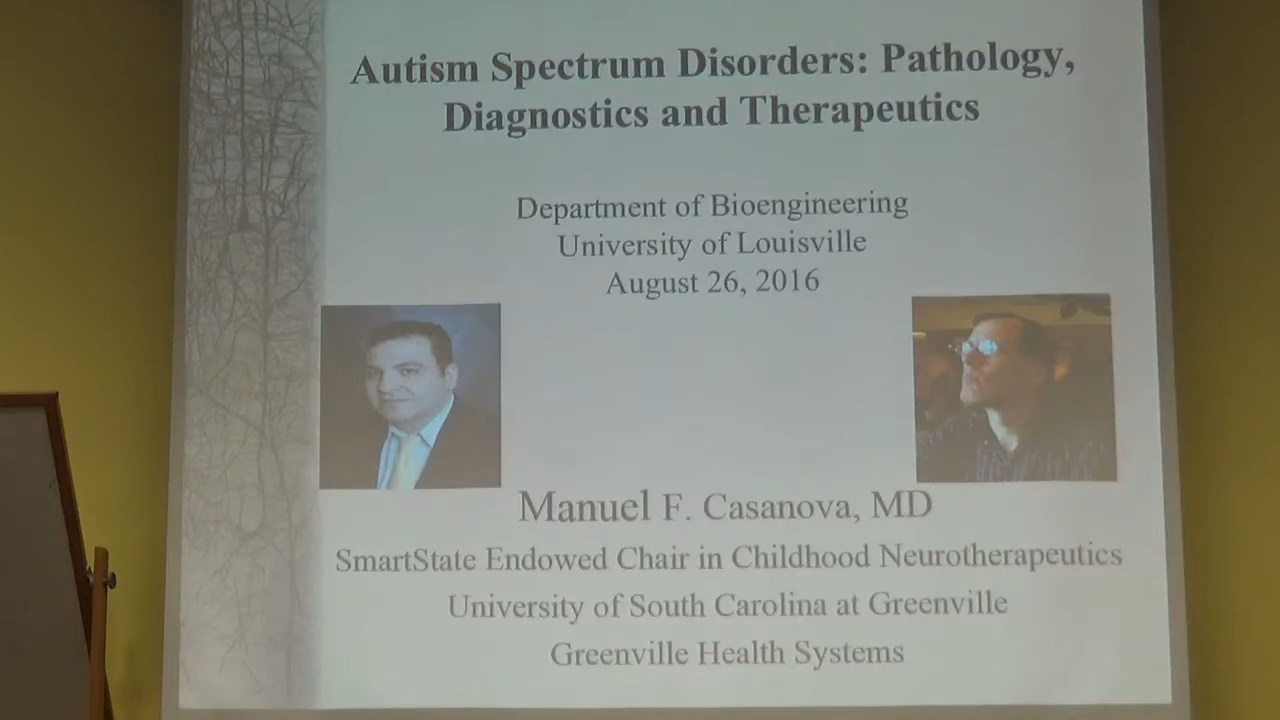 Autism Spectrum Disorders: Pathology,
Diagnostics and Therapeutics
Department of Bioengineering
University of Louisville
August 26, 2016
Manuel F. Casanova, MD
SmartState Endowed Chair in Childhood Neurotherapeutics
University of South Carolina at Greenville
Greenville Health Systems